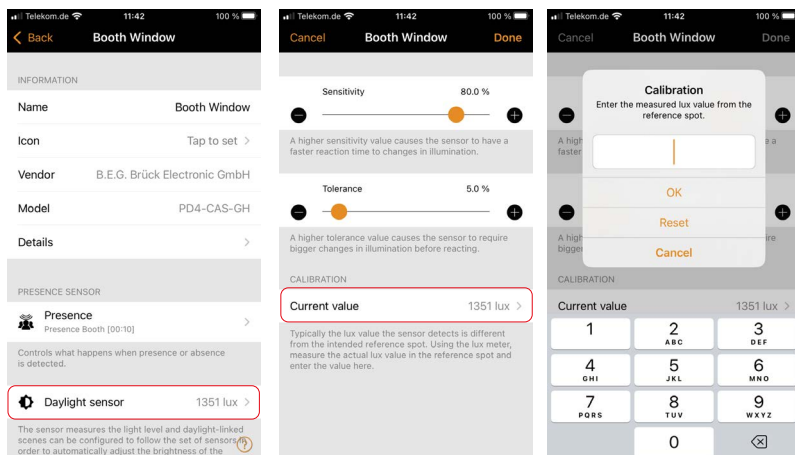 Telekom.de 11:42 100 %
Back Booth Window
INFORMATION
Name Booth Window
Icon Tap to set
Vendor B.E.G. Brück Electronic GmbH
Model PD4-CAS-GH
Details
PRESENCE SENSOR
Presence
Presence Booth [00:10]
Controls what happens when presence or absence
is detected.
Daylight sensor 1351 lux
The sensor measures the light level and daylight-linked
scenes can be configured to follow the set of sensors in
order to automatically adjust the brightness of the
?
Telekom.de 11:42 100 %
Cancel Booth Window Done
Sensitivity 80.0 %
A higher sensitivity value causes the sensor to have a
faster reaction time to changes in illumination.
Tolerance 5.0 %
A higher tolerance value causes the sensor to require
bigger changes in illumination before reacting.
CALIBRATION
Current value 1351 lux
Typically the lux value the sensor detects is different
from the intended reference spot. Using the lux meter,
measure the actual lux value in the reference spot and
enter the value here.
Telekom.de 11:42 100 %
Cancel Booth Window Done
Calibration
Enter the measured lux value from the
reference spot.
A high e a
faster
OK
Reset
Cancel
A high ire
bigge
CALIBRATION
Current value 1351 lux
1 2 3
ABC DEF
4 5 6
GHI JKL MNO
7 8 9
PQRS TUV WXYZ
0